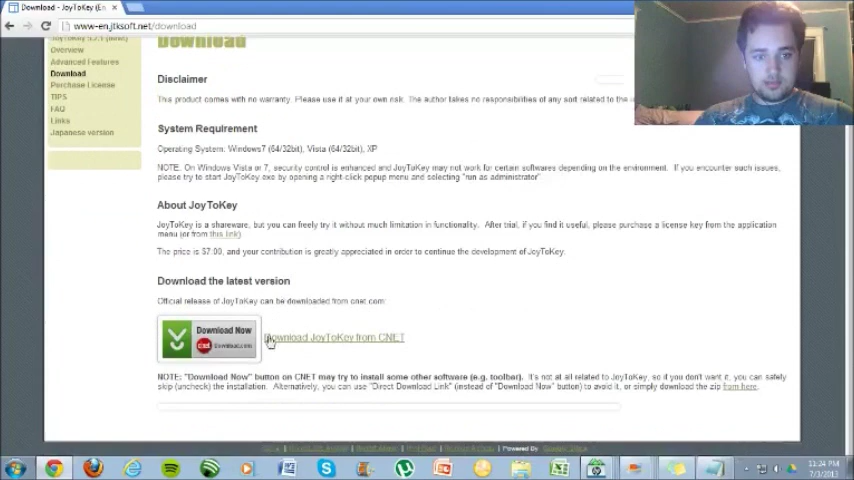 Download - JoyToKey (En
www-en.jtksoft.net/download
Overview
Advanced Features
Download
Purchase License
TIPS
FAQ
Links
Japanese version
Download
Disclaimer
This product comes with no warranty. Please use it at your own risk. The author takes no responsibilities of any sort related to the
System Requirement
Operating System: Windows7 (64/32bit), Vista (64/32bit), XP
NOTE. On Windows Vista or 7, security control is enhanced and JoyToKey may not work for certain softwares depending on the environment. If you encounter such issues,
please try to start JoyToKey.exe by opening a right-click popup menu and selecting "run as administrator"
About JoyToKey
JoyToKey is a shareware, but you can freely try it without much limitation in functionality. After trial, if you find it useful, please purchase a license key from the application
menu (or from this link)
The price is $7.00, and your contribution is greatly appreciated in order to continue the development of JoyToKey.
Download the latest version
Official release of JoyToKey can be downloaded from cnet.com:
Download Now
cnet Download.com
Download JoyToKey from CNET
NOTE: "Download Now" button on CNET may try to install some other software (e.g. toolbar). It's not at all related to JoyToKey, so if you don't want it, you can safely
skip (uncheck) the installation. Alternatively, you can use "Direct Download Link" (instead of "Download Now" button) to avoid it, or simply download the zip from here.
Powered By
11:24 PM
7/3/2013